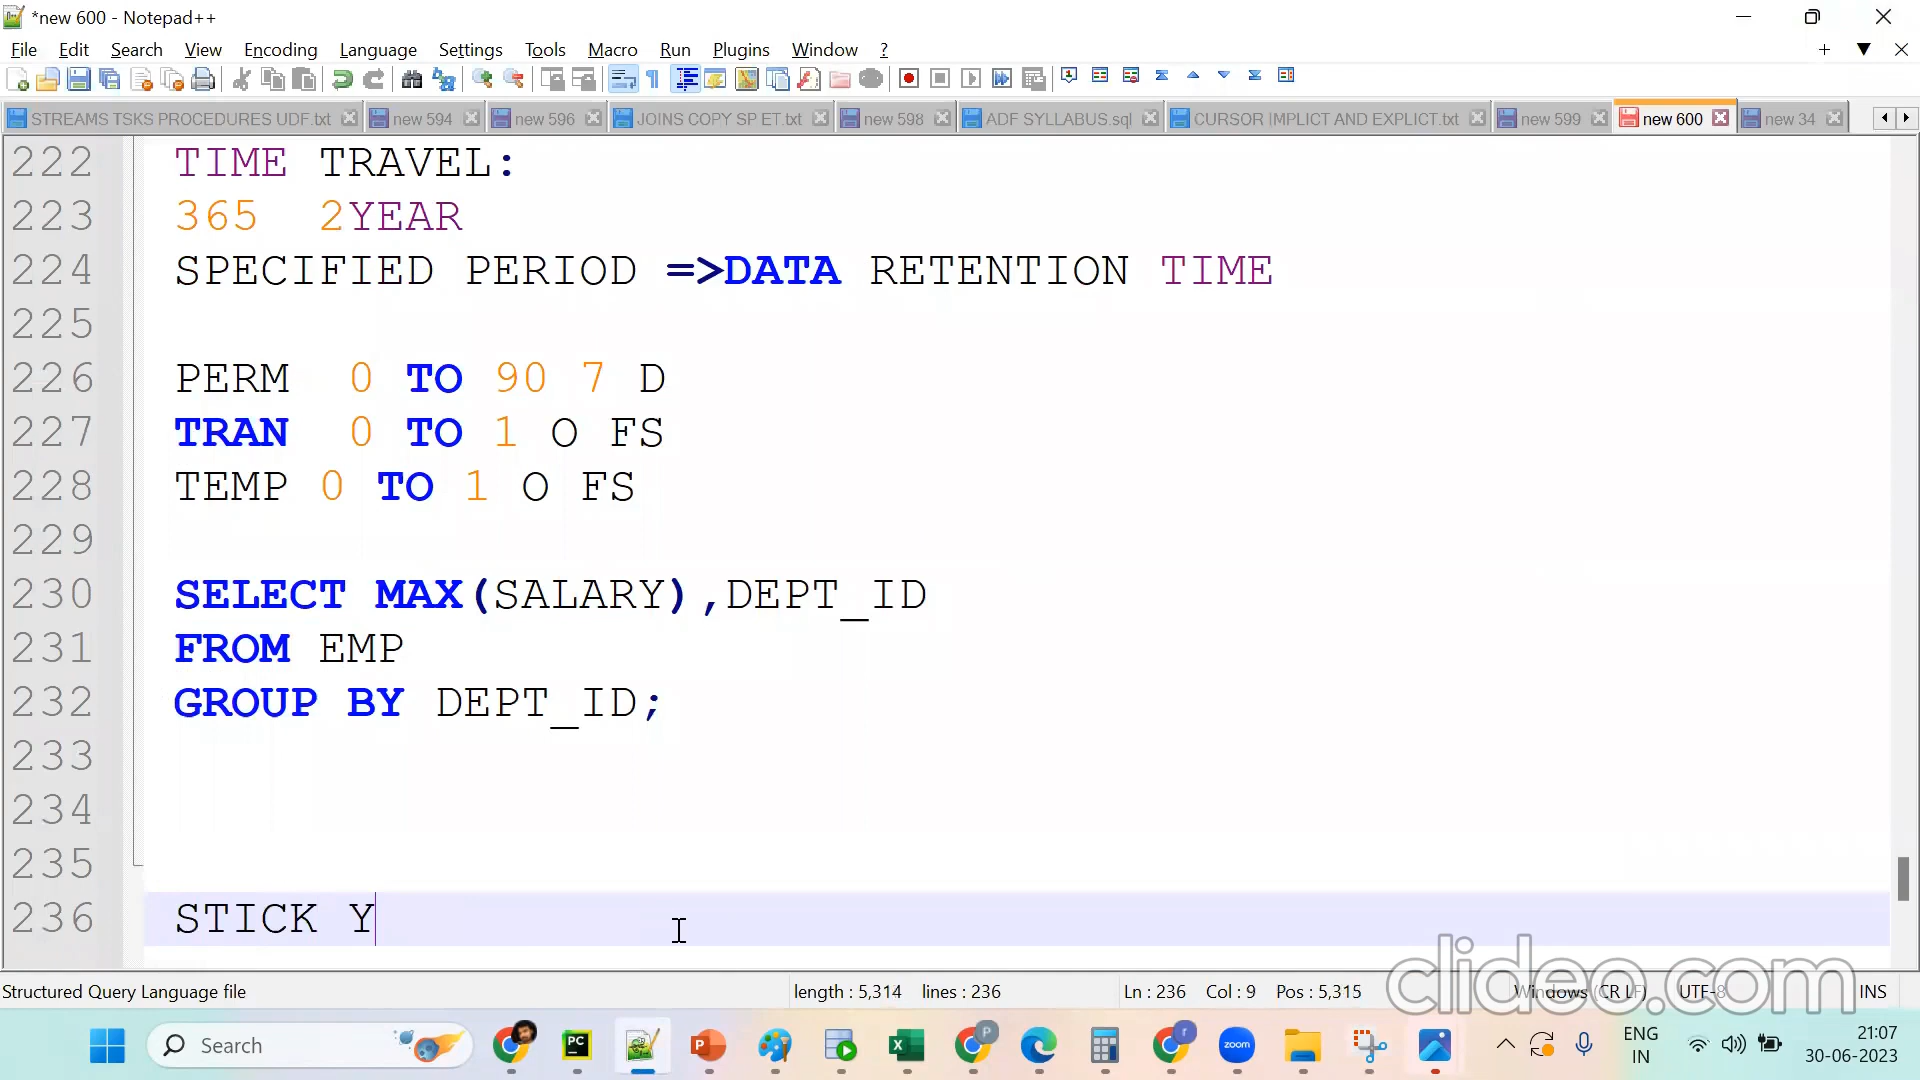 *new 600 - Notepad++
File Edit Search View Encoding Language Settings Tools Macro Run Plugins Window ?
STREAMS TSKS PROCEDURES UDF.txt new 594 new 596 JOINS COPY SP ET.txt new 598 ADF SYLLABUS.sql CURSOR IMPLICT AND EXPLICT.txt new 599 new 600 new 34
222 TIME TRAVEL:
223 365 2YEAR
224 SPECIFIED PERIOD =>DATA RETENTION TIME
225
226 PERM 0 TO 90 7 D
227 TRAN 0 TO 1 O FS
228 TEMP 0 TO 1 O FS
229
230 SELECT MAX(SALARY),DEPT_ID
231 FROM EMP
232 GROUP BY DEPT_ID;
233
234
235
236 STICK Y
clideo.com
Structured Query Language file length : 5,314 lines : 236 Ln : 236 Col : 9 Pos : 5,315 Windows (CR LF) UTF-8 INS
Search PC P r zoom ENG 21:07
IN 30-06-2023